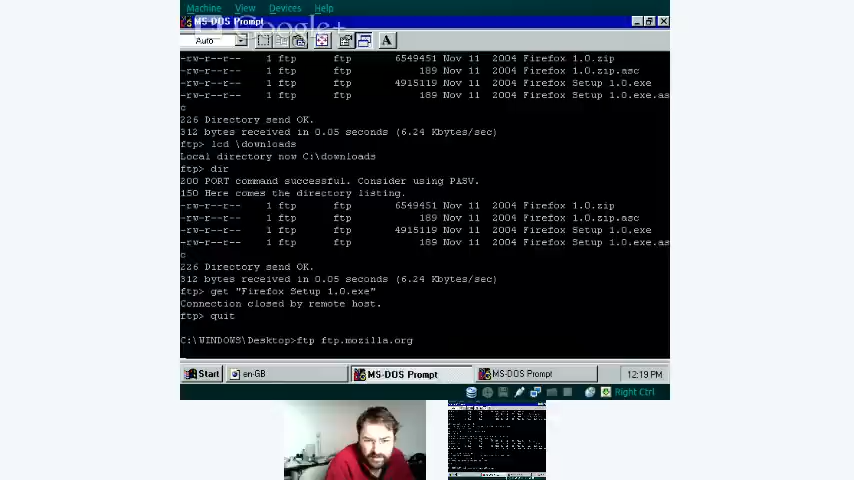 Machine View Devices Help
MS-DOS Prompt
Google+
Auto
A
-rw-r--r-- 1 ftp ftp 6549451 Nov 11 2004 Firefox 1.0.zip
-rw-r--r-- 1 ftp ftp 189 Nov 11 2004 Firefox 1.0.zip.asc
-rw-r--r-- 1 ftp ftp 4915119 Nov 11 2004 Firefox Setup 1.0.exe
-rw-r--r-- 1 ftp ftp 189 Nov 11 2004 Firefox Setup 1.0.exe.as
c
226 Directory send OK.
312 bytes received in 0.05 seconds (6.24 Kbytes/sec)
ftp> lcd \downloads
Local directory now C:\downloads
ftp> dir
200 PORT command successful. Consider using PASV.
150 Here comes the directory listing.
-rw-r--r-- 1 ftp ftp 6549451 Nov 11 2004 Firefox 1.0.zip
-rw-r--r-- 1 ftp ftp 189 Nov 11 2004 Firefox 1.0.zip.asc
-rw-r--r-- 1 ftp ftp 4915119 Nov 11 2004 Firefox Setup 1.0.exe
-rw-r--r-- 1 ftp ftp 189 Nov 11 2004 Firefox Setup 1.0.exe.as
c
226 Directory send OK.
312 bytes received in 0.05 seconds (6.24 Kbytes/sec)
ftp> get "Firefox Setup 1.0.exe"
Connection closed by remote host.
ftp> quit
C:\WINDOWS\Desktop>ftp ftp.mozilla.org
Start en-GB MS-DOS Prompt MS-DOS Prompt 12:19 PM
Right Ctrl